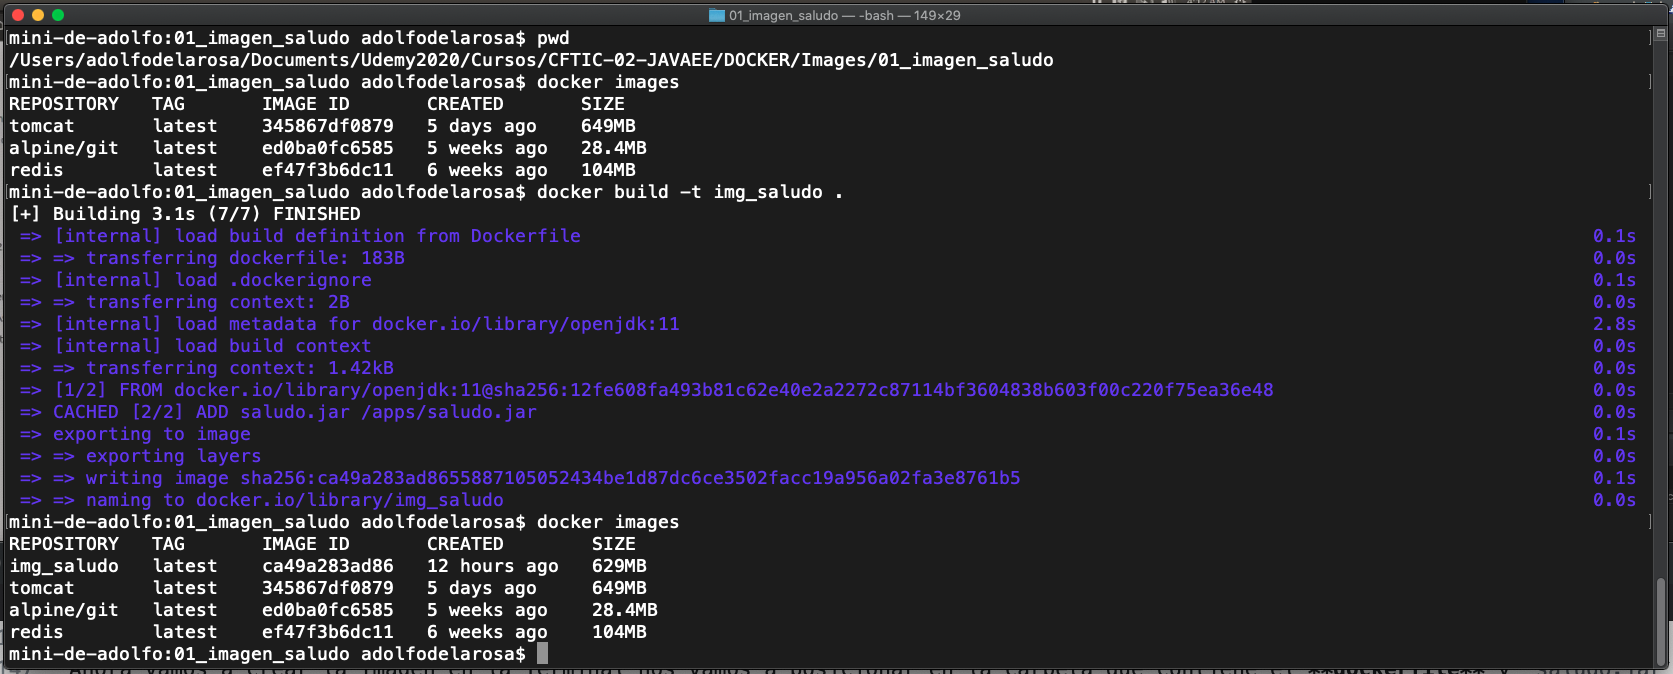 01_imagen_saludo — -bash — 149×29
mini-de-adolfo:01_imagen_saludo adolfodelarosa$ pwd
/Users/adolfodelarosa/Documents/Udemy2020/Cursos/CFTIC-02-JAVAEE/DOCKER/Images/01_imagen_saludo
mini-de-adolfo:01_imagen_saludo adolfodelarosa$ docker images
REPOSITORY   TAG       IMAGE ID       CREATED       SIZE
tomcat       latest    345867df0879   5 days ago    649MB
alpine/git   latest    ed0ba0fc6585   5 weeks ago   28.4MB
redis        latest    ef47f3b6dc11   6 weeks ago   104MB
mini-de-adolfo:01_imagen_saludo adolfodelarosa$ docker build -t img_saludo .
[+] Building 3.1s (7/7) FINISHED
=> [internal] load build definition from Dockerfile 0.1s
=> => transferring dockerfile: 183B 0.0s
=> [internal] load .dockerignore 0.1s
=> => transferring context: 2B 0.0s
=> [internal] load metadata for docker.io/library/openjdk:11 2.8s
=> [internal] load build context 0.0s
=> => transferring context: 1.42kB 0.0s
=> [1/2] FROM docker.io/library/openjdk:11@sha256:12fe608fa493b81c62e40e2a2272c87114bf3604838b603f00c220f75ea36e48 0.0s
=> CACHED [2/2] ADD saludo.jar /apps/saludo.jar 0.0s
=> exporting to image 0.1s
=> => exporting layers 0.0s
=> => writing image sha256:ca49a283ad8655887105052434be1d87dc6ce3502facc19a956a02fa3e8761b5 0.1s
=> => naming to docker.io/library/img_saludo 0.0s
mini-de-adolfo:01_imagen_saludo adolfodelarosa$ docker images
REPOSITORY   TAG       IMAGE ID       CREATED        SIZE
img_saludo   latest    ca49a283ad86   12 hours ago   629MB
tomcat       latest    345867df0879   5 days ago     649MB
alpine/git   latest    ed0ba0fc6585   5 weeks ago    28.4MB
redis        latest    ef47f3b6dc11   6 weeks ago    104MB
mini-de-adolfo:01_imagen_saludo adolfodelarosa$